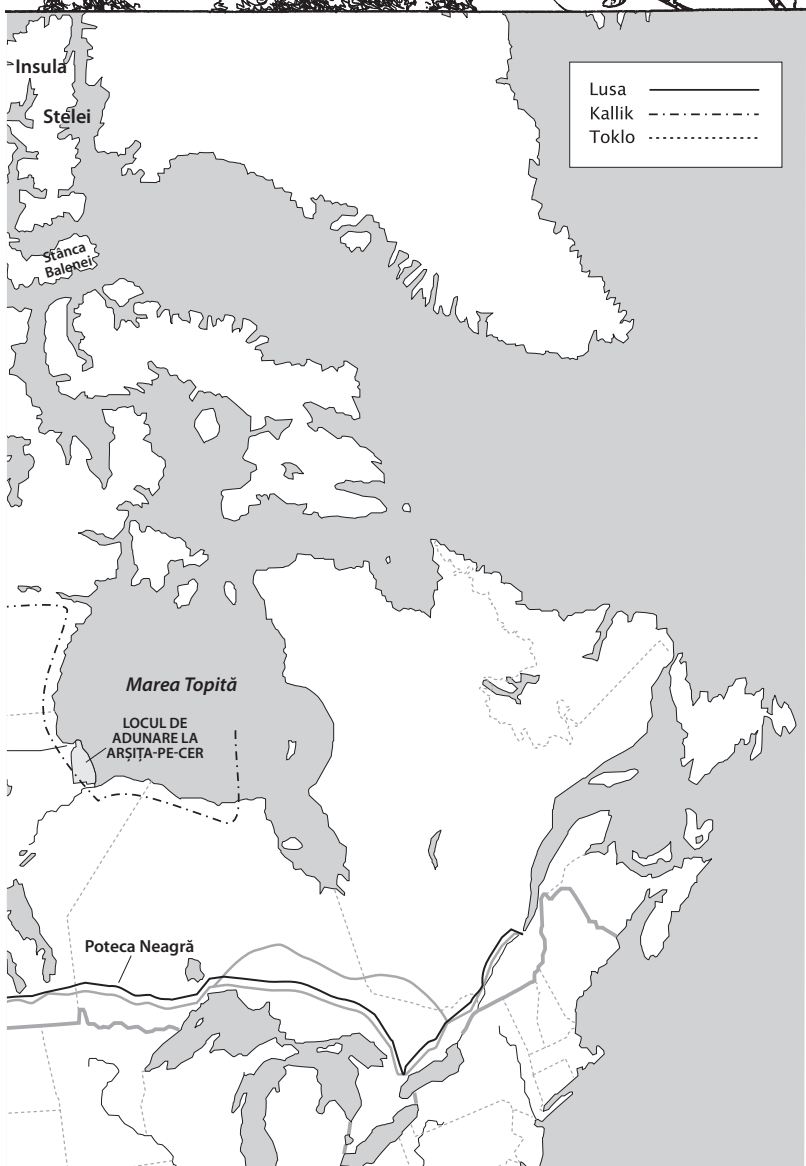 Insula
Stelei
Lusa
Kallik
Toklo
Stânca
Balenei
Marea Topită
LOCUL DE
ADUNARE LA
ARȘIȚA-PE-CER
Poteca Neagră